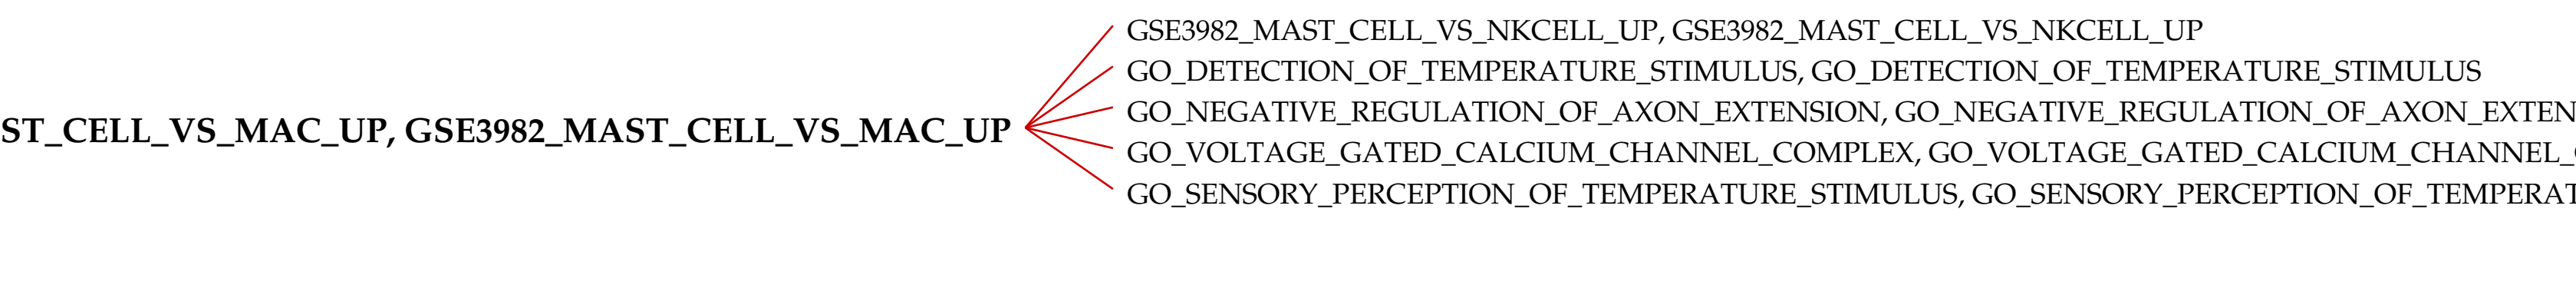 GSE3982_MAST_CELL_VS_NKCELL_UP, GSE3982_MAST_CELL_VS_NKCELL_UP
GO_DETECTION_OF_TEMPERATURE_STIMULUS, GO_DETECTION_OF_TEMPERATURE_STIMULUS
GO_NEGATIVE_REGULATION_OF_AXON_EXTENSION, GO_NEGATIVE_REGULATION_OF_AXON_EXTEN
ST_CELL_VS_MAC_UP, GSE3982_MAST_CELL_VS_MAC_UP
GO_VOLTAGE_GATED_CALCIUM_CHANNEL_COMPLEX, GO_VOLTAGE_GATED_CALCIUM_CHANNEL_
GO_SENSORY_PERCEPTION_OF_TEMPERATURE_STIMULUS, GO_SENSORY_PERCEPTION_OF_TEMPERAT